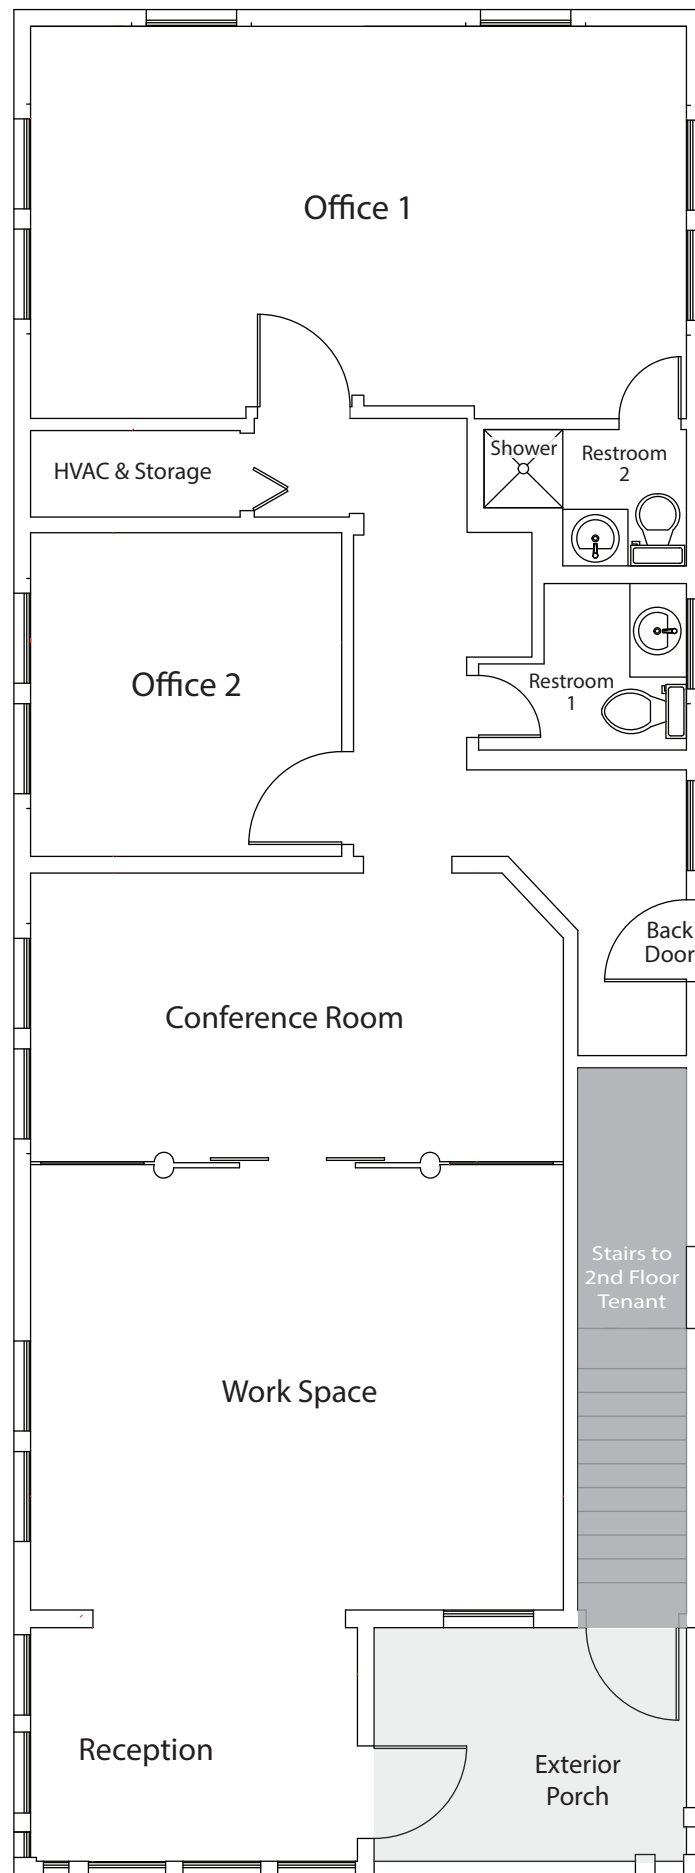 Office 1
Shower
Restroom
2
HVAC & Storage
Office 2
Restroom
1
Back
Door
Conference Room
Stairs to
2nd Floor
Tenant
Work Space
Reception
Exterior
Porch